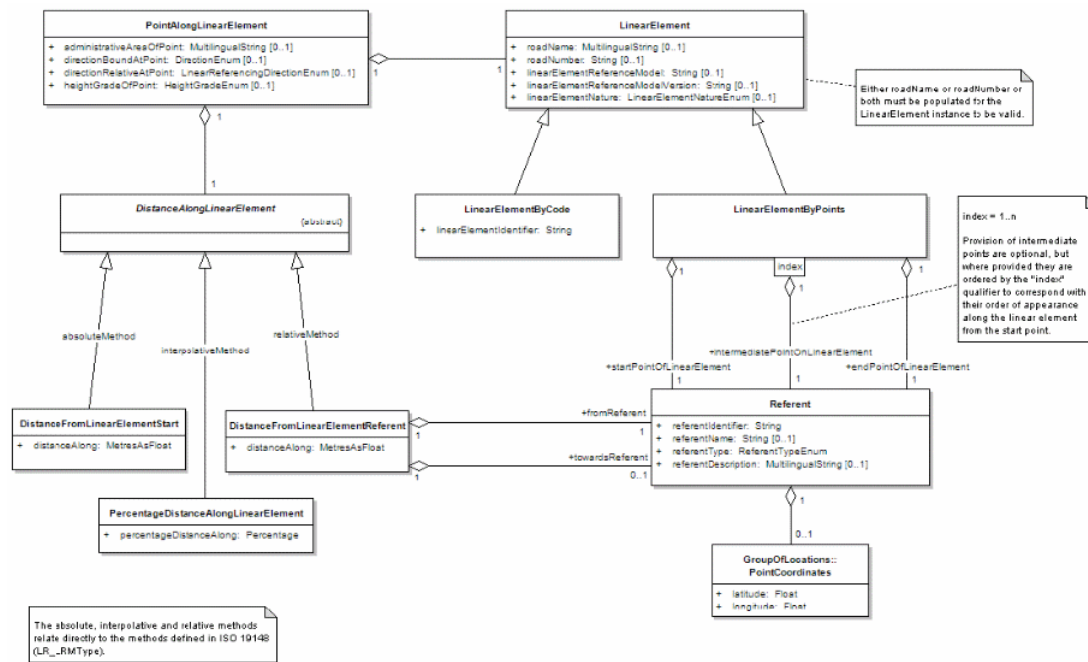 PointAlongLinearElement
+ administrativeAreaOfPoint: MultilingualString [0..1]
+ directionBoundAtPoint: DirectionEnum [0..1]
+ directionRelativeAtPoint: LinearReferencingDirectionEnum [0..1]
+ heightGradeOfPoint: HeightGradeEnum [0..1]
1
1
LinearElement
+ roadName: MultilingualString [0..1]
+ roadNumber: String [0..1]
+ linearElementReferenceModel: String [0..1]
+ linearElementReferenceModelVersion: String [0..1]
+ linearElementNature: LinearElementNatureEnum [0..1]
Either roadName or roadNumber or
both must be populated for the
LinearElement instance to be valid.
1
1
DistanceAlongLinearElement
(abstract)
LinearElementByCode
+ linearElementIdentifier: String
LinearElementByPoints
index
1
1
1
index = 1..n
Provision of intermediate
points are optional, but
where provided they are
ordered by the "index"
qualifier to correspond with
their order of appearance
along the linear element
from the start point.
absoluteMethod
interpolativeMethod
relativeMethod
+intermediatePointOnLinearElement
+startPointOfLinearElement
+endPointOfLinearElement
1
1
1
DistanceFromLinearElementStart
+ distanceAlong: MetresAsFloat
DistanceFromLinearElementReferent
+ distanceAlong: MetresAsFloat
+fromReferent
1
1
+towardsReferent
1
0..1
Referent
+ referentIdentifier: String
+ referentName: String [0..1]
+ referentType: ReferentTypeEnum
+ referentDescription: MultilingualString [0..1]
1
0..1
PercentageDistanceAlongLinearElement
+ percentageDistanceAlong: Percentage
GroupOfLocations::
PointCoordinates
+ latitude: Float
+ longitude: Float
The absolute, interpolative and relative methods
relate directly to the methods defined in ISO 19148